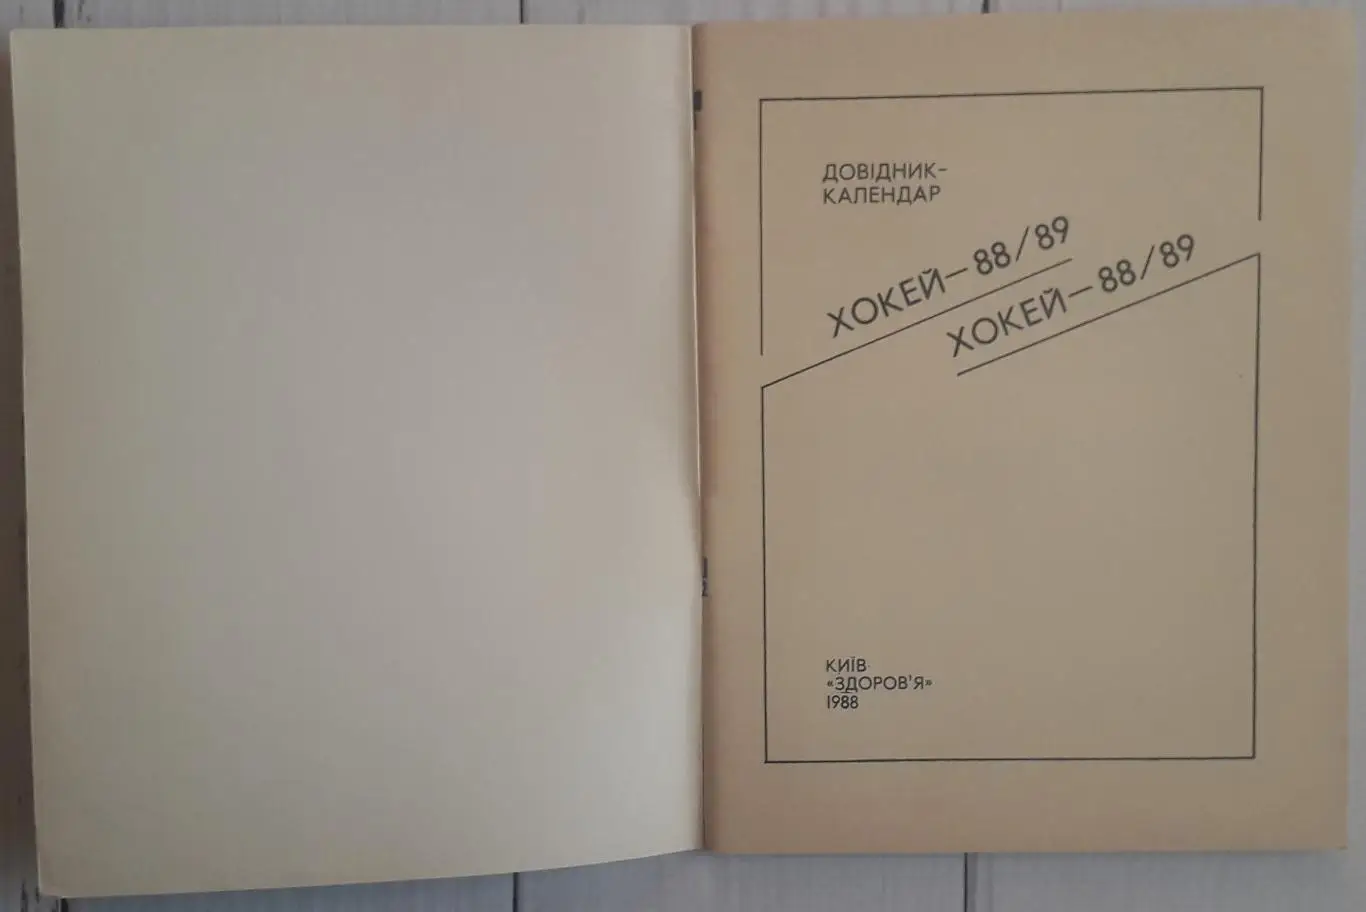 ДОВІДНИК-
КАЛЕНДАР
ХОКЕЙ—88/89
ХОКЕЙ—88/89
КИЇВ
«ЗДОРОВ'Я»
1988